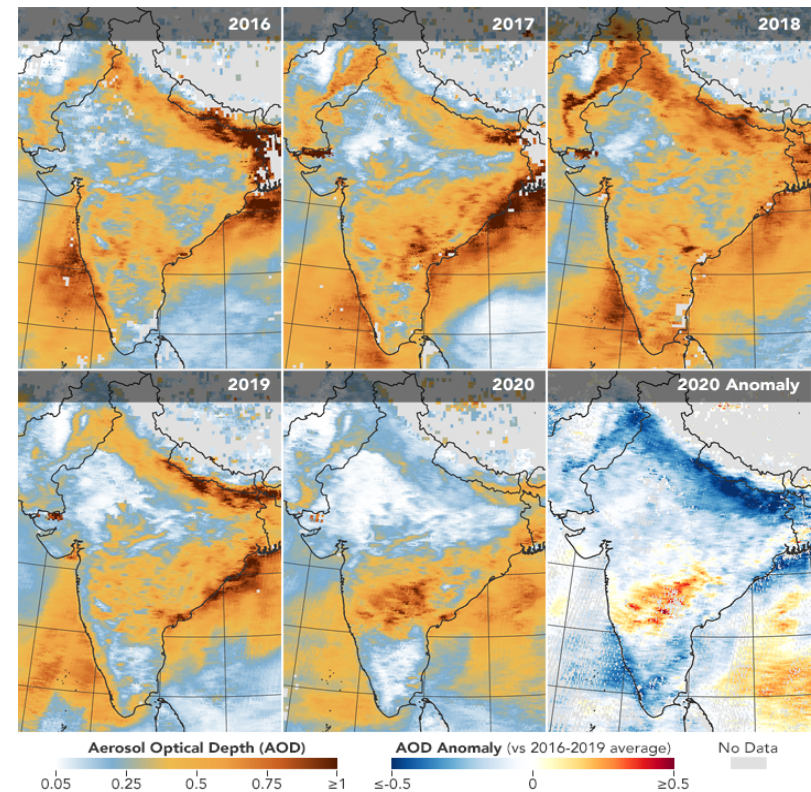 2016
2017
2018
2019
2020
2020 Anomaly
Aerosol Optical Depth (AOD)
0.05 0.25 0.5 0.75 ≥1
AOD Anomaly (vs 2016-2019 average)
≤-0.5 0 ≥0.5
No Data